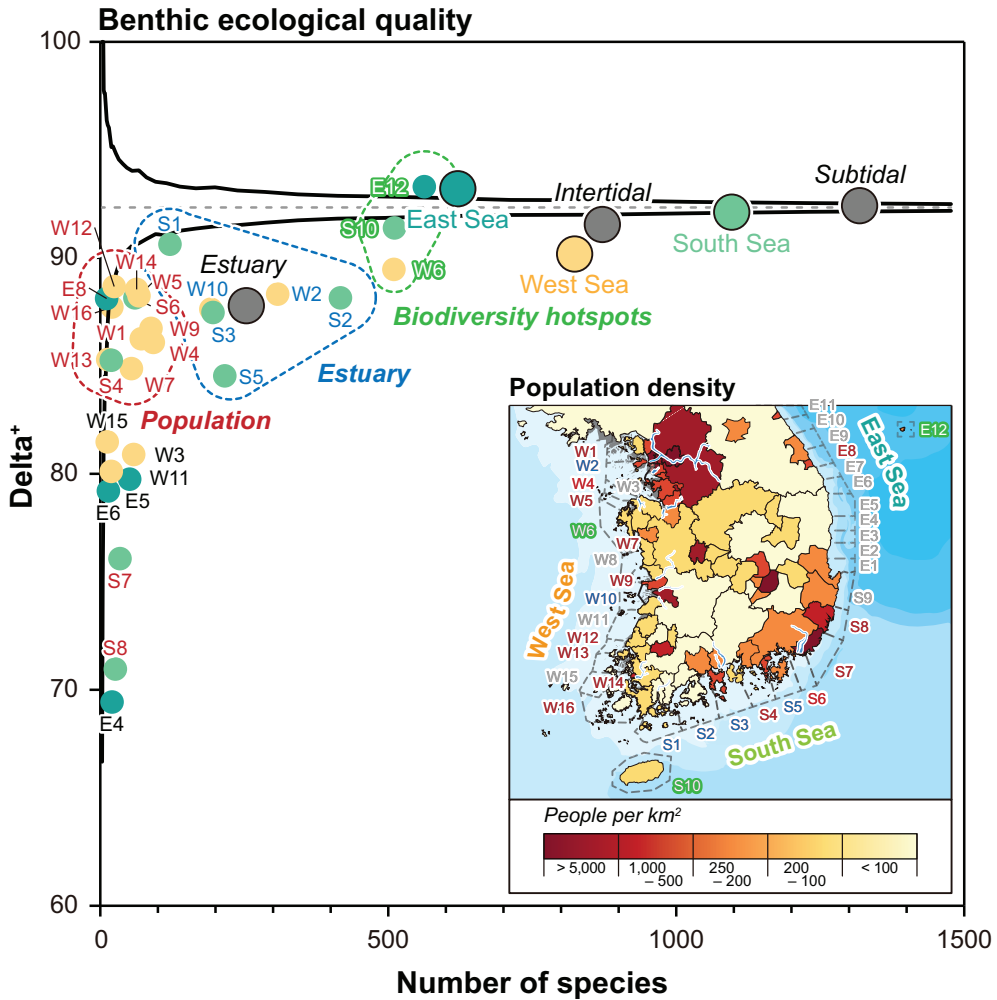 Benthic ecological quality
100
90
80
70
60
Delta⁺
0
500
1000
1500
Number of species
W12
S1
W14
E8
W5
W16
S6
W1
W9
W13
W4
S4
W7
Population
W15
W3
W11
E6
E5
S7
S8
E4
Estuary
W10
S3
W2
S2
S5
Estuary
E12
East Sea
S10
W6
Biodiversity hotspots
Intertidal
West Sea
South Sea
Subtidal
Population density
W1
W2
W4
W3
W5
W6
W7
W8
W9
W10
W11
W12
W13
W15
W14
W16
West Sea
E11
E10
E9
E8
E7
E6
E5
E4
E3
E2
E1
E12
East Sea
S9
S8
S7
S6
S5
S4
S3
S2
S1
South Sea
S10
People per km²
> 5,000
1,000
– 500
250
– 200
200
– 100
< 100